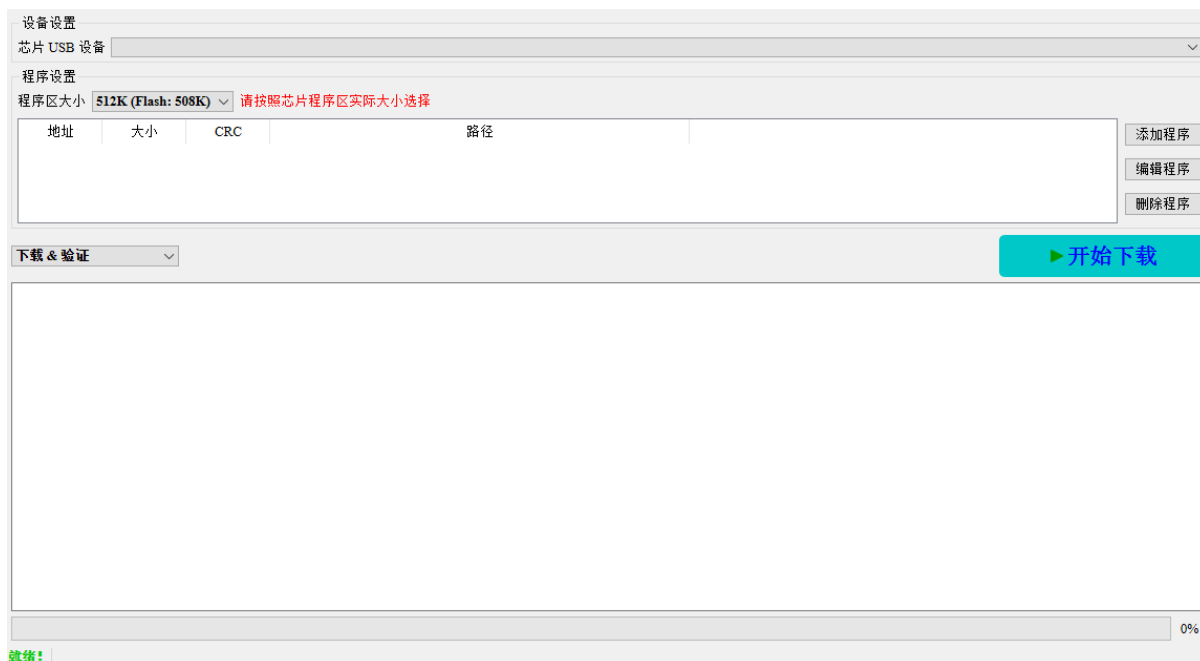 设备设置
芯片 USB 设备
程序设置
程序区大小 512K (Flash: 508K) 请按照芯片程序区实际大小选择
地址 大小 CRC 路径
添加程序
编辑程序
删除程序
下载 & 验证
开始下载
0%
就绪!